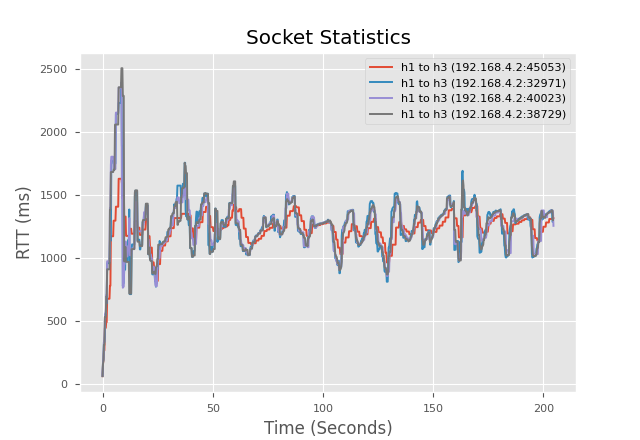 Socket Statistics
h1 to h3 (192.168.4.2:45053)
h1 to h3 (192.168.4.2:32971)
h1 to h3 (192.168.4.2:40023)
h1 to h3 (192.168.4.2:38729)
RTT (ms)
2500
2000
1500
1000
500
0
0 50 100 150 200
Time (Seconds)